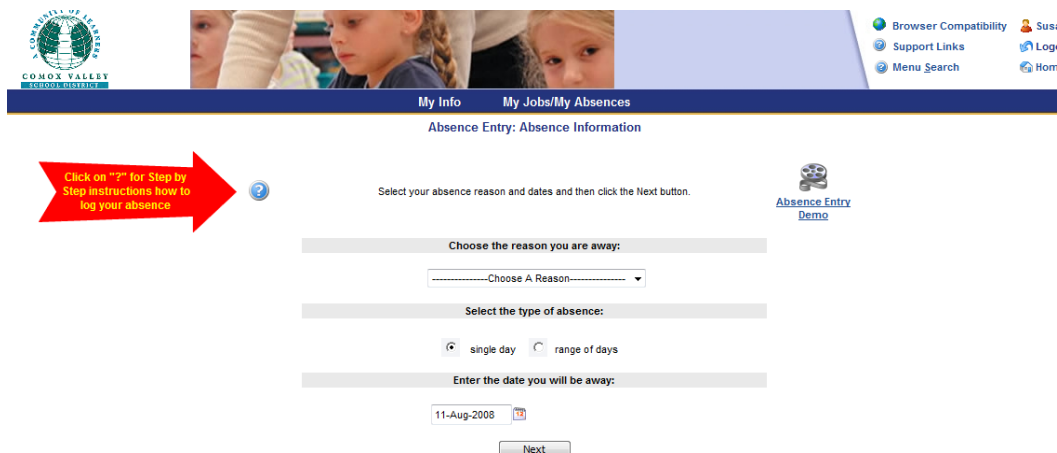 A COMMUNITY OF LEARNERS
COMOX VALLEY
SCHOOL DISTRICT
Browser Compatibility
Support Links
Menu Search
My Info My Jobs/My Absences
Absence Entry: Absence Information
Click on "?" for Step by
Step instructions how to
log your absence
?
Select your absence reason and dates and then click the Next button.
Absence Entry
Demo
Choose the reason you are away:
---------------Choose A Reason---------------
Select the type of absence:
single day range of days
Enter the date you will be away:
11-Aug-2008
12
Next